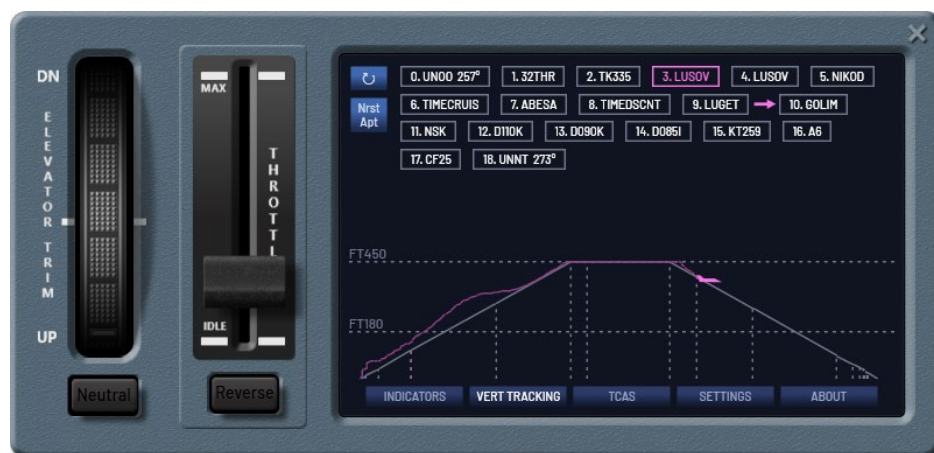 DN
ELEVATOR TRIM
UP
Neutral
MAX
THROTTL
IDLE
Reverse
Nrst
Apt
0. UNOO 257° 1. 32THR 2. TK335 3. LUSOV 4. LUSOV 5. NIKOD
6. TIMECRUIS 7. ABESA 8. TIMEDSCNT 9. LUGET 10. GOLIM
11. NSK 12. D110K 13. D090K 14. D085I 15. KT259 16. A6
17. CF25 18. UNNT 273°
FT450
FT180
INDICATORS VERT TRACKING TCAS SETTINGS ABOUT